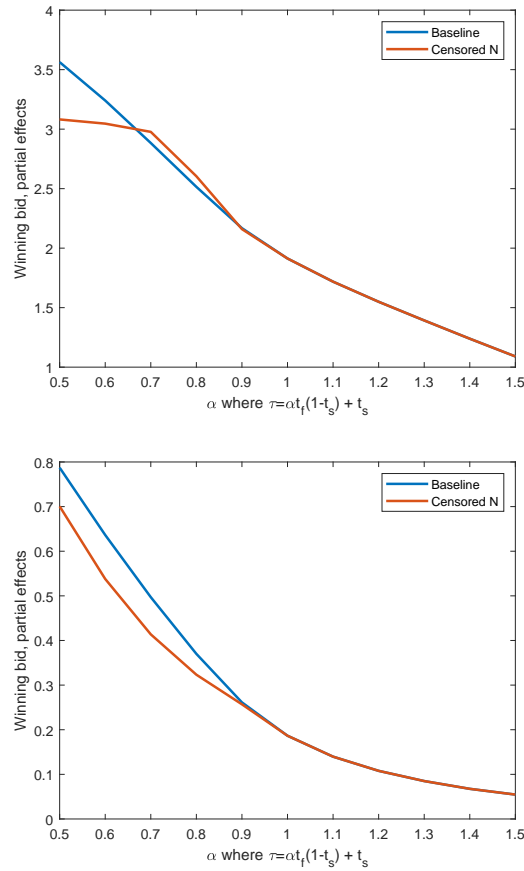 4
3.5
3
2.5
2
1.5
1
Winning bid, partial effects
Baseline
Censored N
0.5 0.6 0.7 0.8 0.9 1 1.1 1.2 1.3 1.4 1.5
α where τ=αt_f(1-t_s) + t_s
0.8
0.7
0.6
0.5
0.4
0.3
0.2
0.1
0
Winning bid, partial effects
Baseline
Censored N
0.5 0.6 0.7 0.8 0.9 1 1.1 1.2 1.3 1.4 1.5
α where τ=αt_f(1-t_s) + t_s